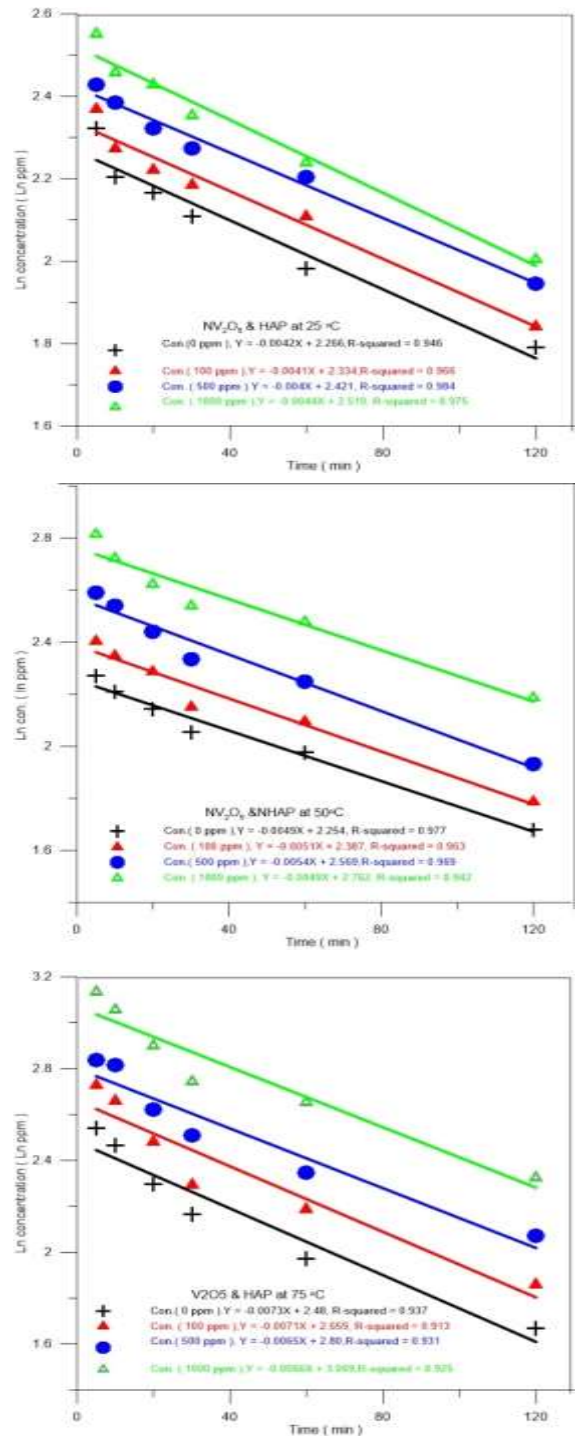 2.6
2.4
2.2
2
1.8
1.6
Ln concentration ( Ln ppm )
NV₂O₅ & HAP at 25 °C
Con.(0 ppm ), Y = -0.0042X + 2.266,R-squared = 0.946
Con.( 100 ppm ),Y = -0.0041X + 2.334,R-squared = 0.966
Con.( 500 ppm ),Y = -0.004X + 2.421, R-squared = 0.984
Con.( 1000 ppm ),Y = -0.0044X + 2.519, R-squared = 0.975
0 40 80 120
Time ( min )
2.8
2.4
2
1.6
Ln con. ( ln ppm )
NV₂O₅ &NHAP at 50°C
Con.( 0 ppm ),Y = -0.0049X + 2.254, R-squared = 0.977
Con.( 100 ppm ),Y = -0.0051X + 2.387, R-squared = 0.963
Con.( 500 ppm ),Y = -0.0054X + 2.569,R-squared = 0.969
Con.( 1000 ppm ),Y = -0.0049X + 2.762, R-squared = 0.942
0 40 80 120
Time ( min )
3.2
2.8
2.4
2
1.6
Ln concentration ( Ln ppm )
V2O5 & HAP at 75 °C
Con.( 0 ppm ),Y = -0.0073X + 2.48, R-squared = 0.937
Con.( 100 ppm ),Y = -0.0071X + 2.659, R-squared = 0.913
Con.( 500 ppm ),Y = -0.0065X + 2.80, R-squared = 0.931
Con.( 1000 ppm ),Y = R-squared = 0.925
0 40 80 120
Time ( min )